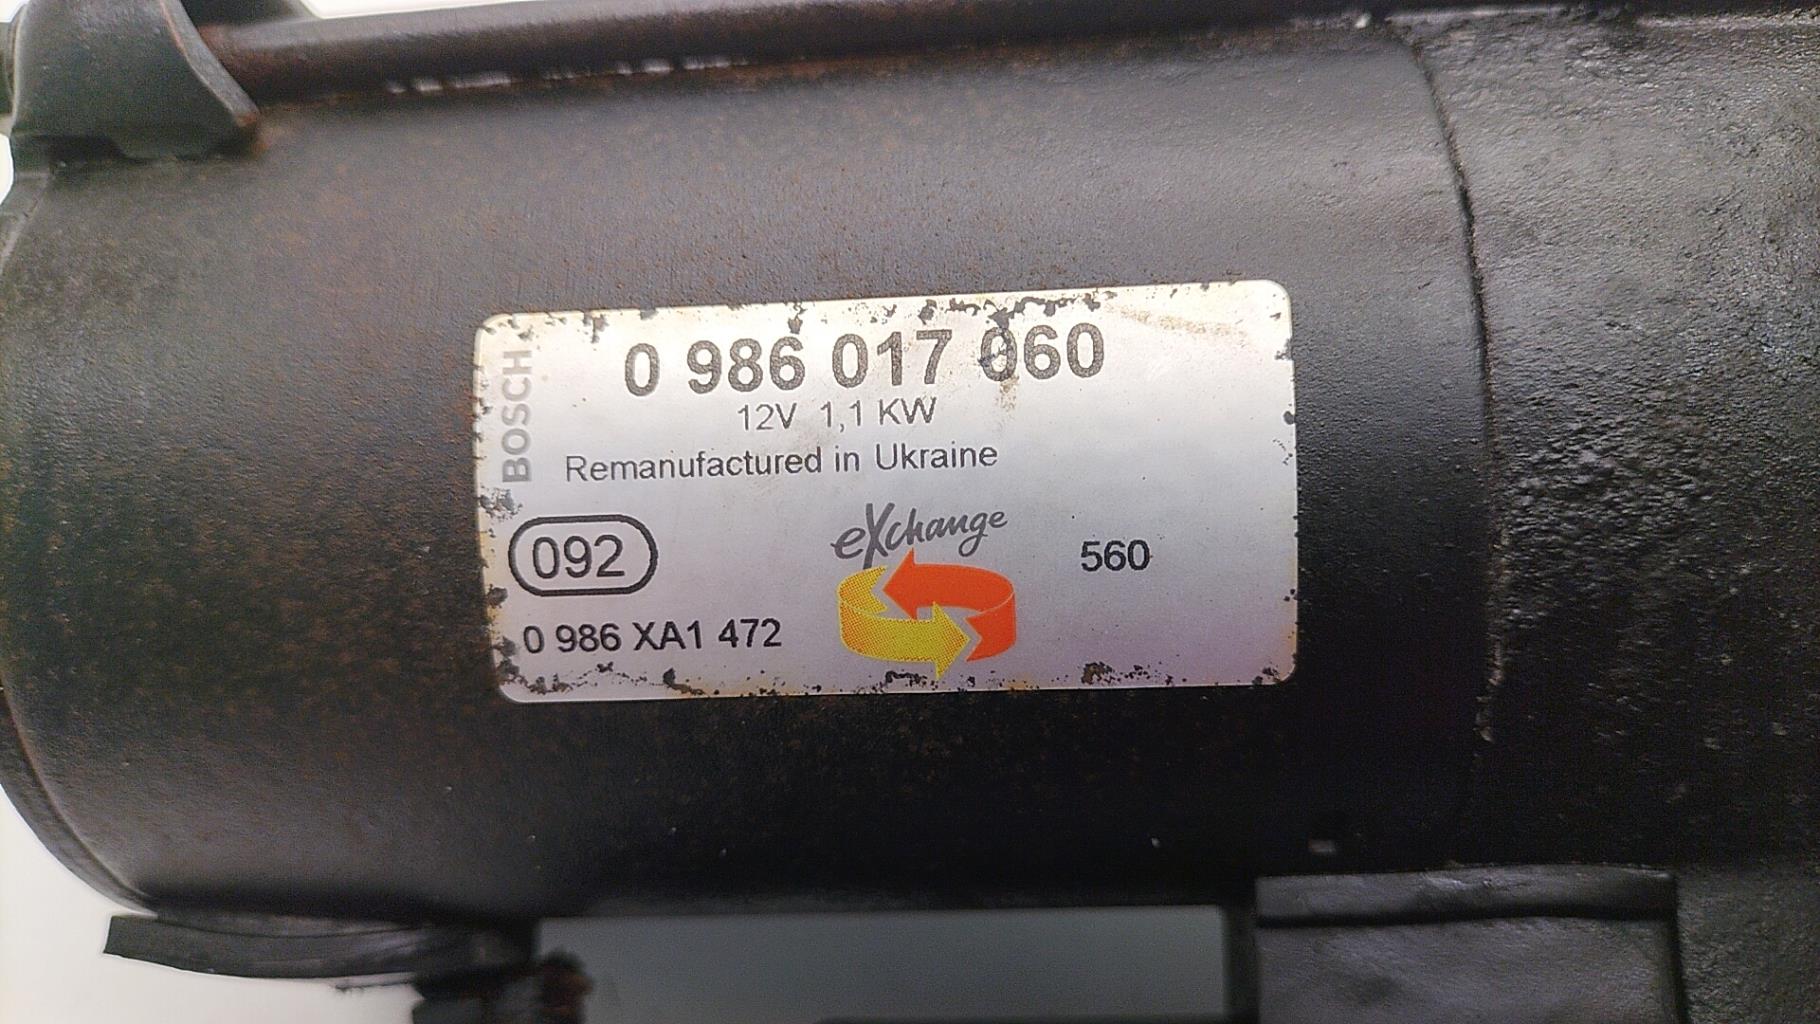 BOSCH
0 986 017 060
12V 1,1 KW
Remanufactured in Ukraine
092
eXchange
560
0 986 XA1 472